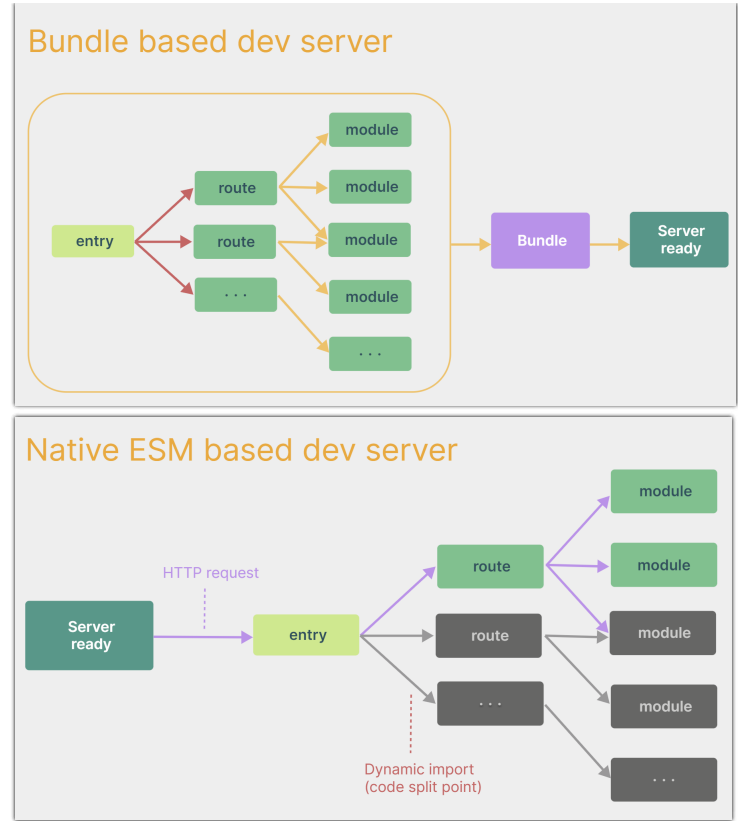 Bundle based dev server
module
route
module
entry
route
module
Bundle
Server
ready
. . .
module
. . .
Native ESM based dev server
module
HTTP request
route
module
Server
ready
entry
route
module
. . .
module
Dynamic import
(code split point)
. . .